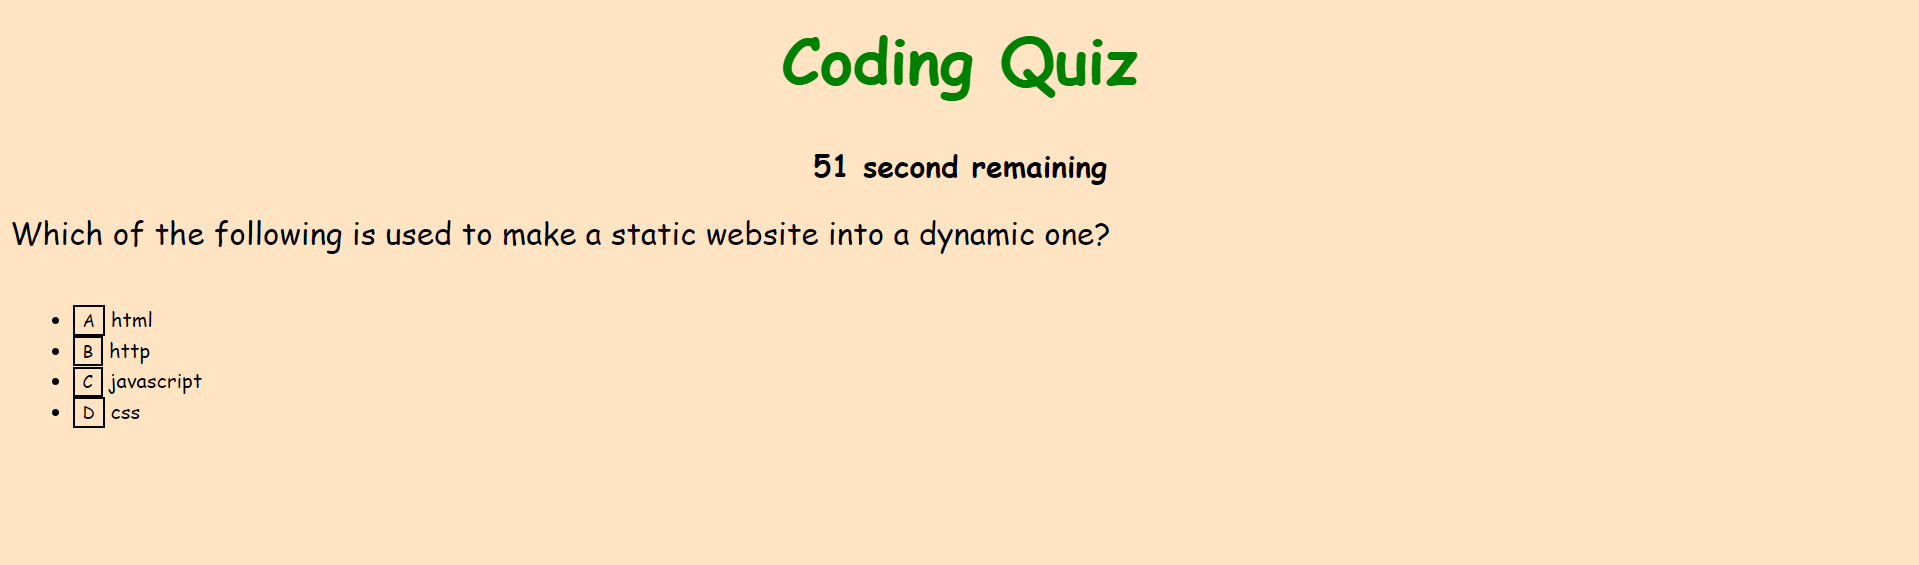 Coding Quiz
51 second remaining
Which of the following is used to make a static website into a dynamic one?
A html
B http
C javascript
D css